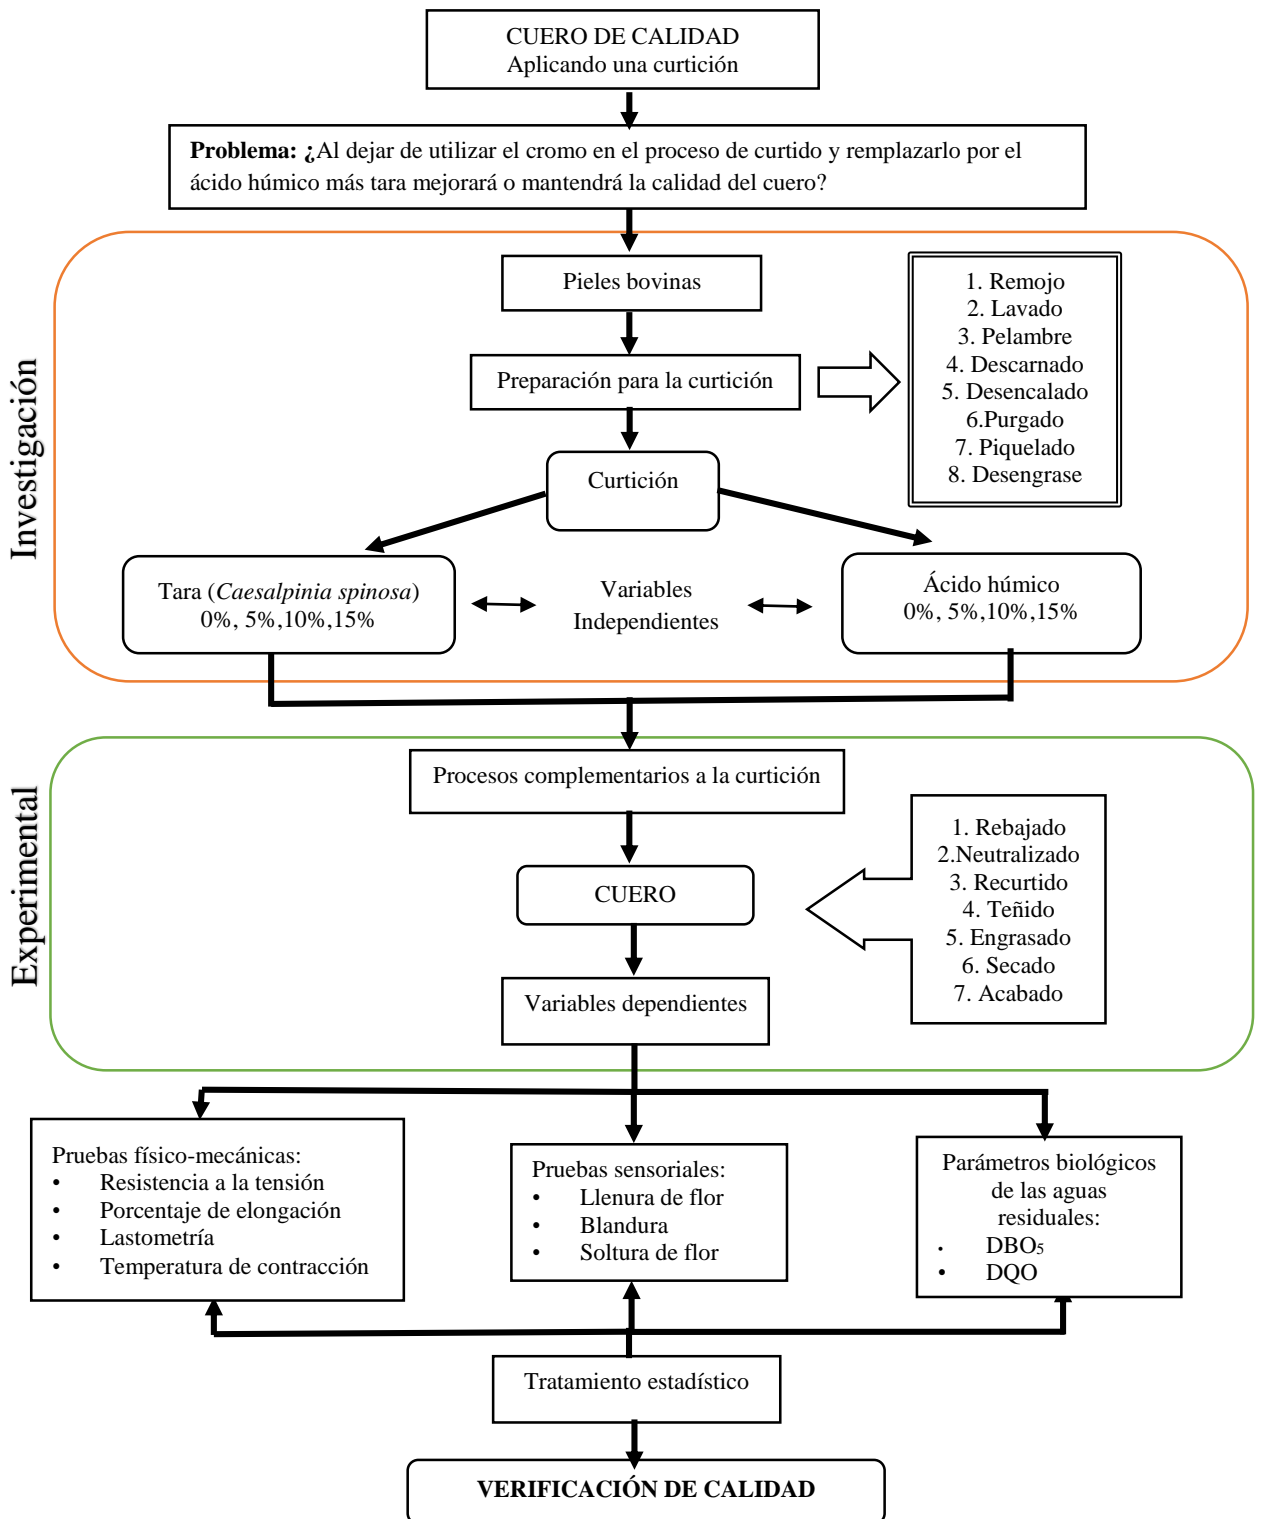 CUERO DE CALIDAD
Aplicando una curtición
Problema: ¿Al dejar de utilizar el cromo en el proceso de curtido y remplazarlo por el
ácido húmico más tara mejorará o mantendrá la calidad del cuero?
Investigación
Pieles bovinas
Preparación para la curtición
1. Remojo
2. Lavado
3. Pelambre
4. Descarnado
5. Desencalado
6.Purgado
7. Piquelado
8. Desengrase
Curtición
Tara (Caesalpinia spinosa)
0%, 5%,10%,15%
Variables
Independientes
Ácido húmico
0%, 5%,10%,15%
Experimental
Procesos complementarios a la curtición
CUERO
Variables dependientes
1. Rebajado
2.Neutralizado
3. Recurtido
4. Teñido
5. Engrasado
6. Secado
7. Acabado
Pruebas físico-mecánicas:
• Resistencia a la tensión
• Porcentaje de elongación
• Lastometría
• Temperatura de contracción
Pruebas sensoriales:
• Llenura de flor
• Blandura
• Soltura de flor
Parámetros biológicos
de las aguas
residuales:
• DBO₅
• DQO
Tratamiento estadístico
VERIFICACIÓN DE CALIDAD